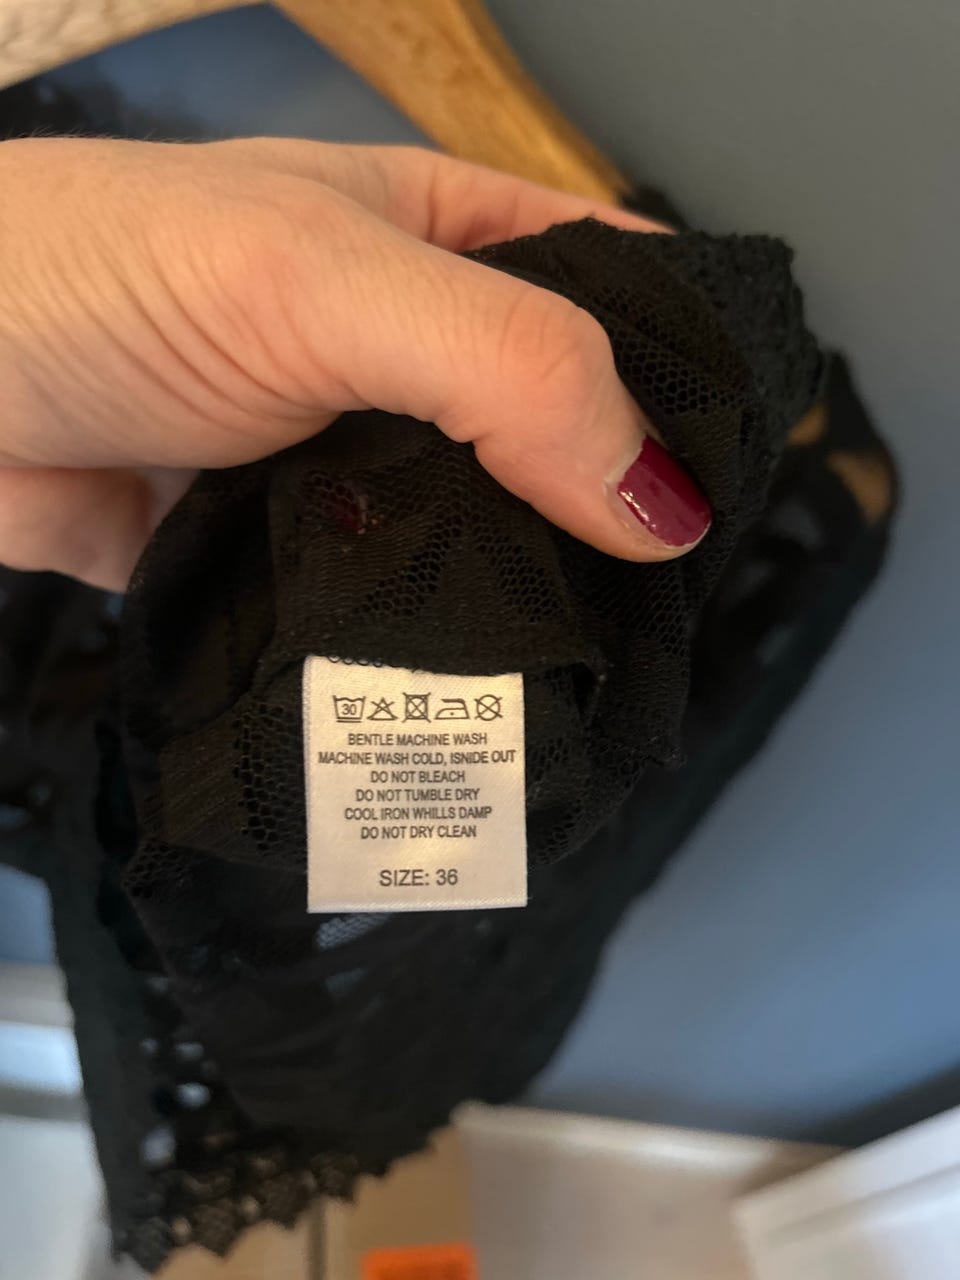 30
BENTLE MACHINE WASH
MACHINE WASH COLD, ISNIDE OUT
DO NOT BLEACH
DO NOT TUMBLE DRY
COOL IRON WHILLS DAMP
DO NOT DRY CLEAN
SIZE: 36